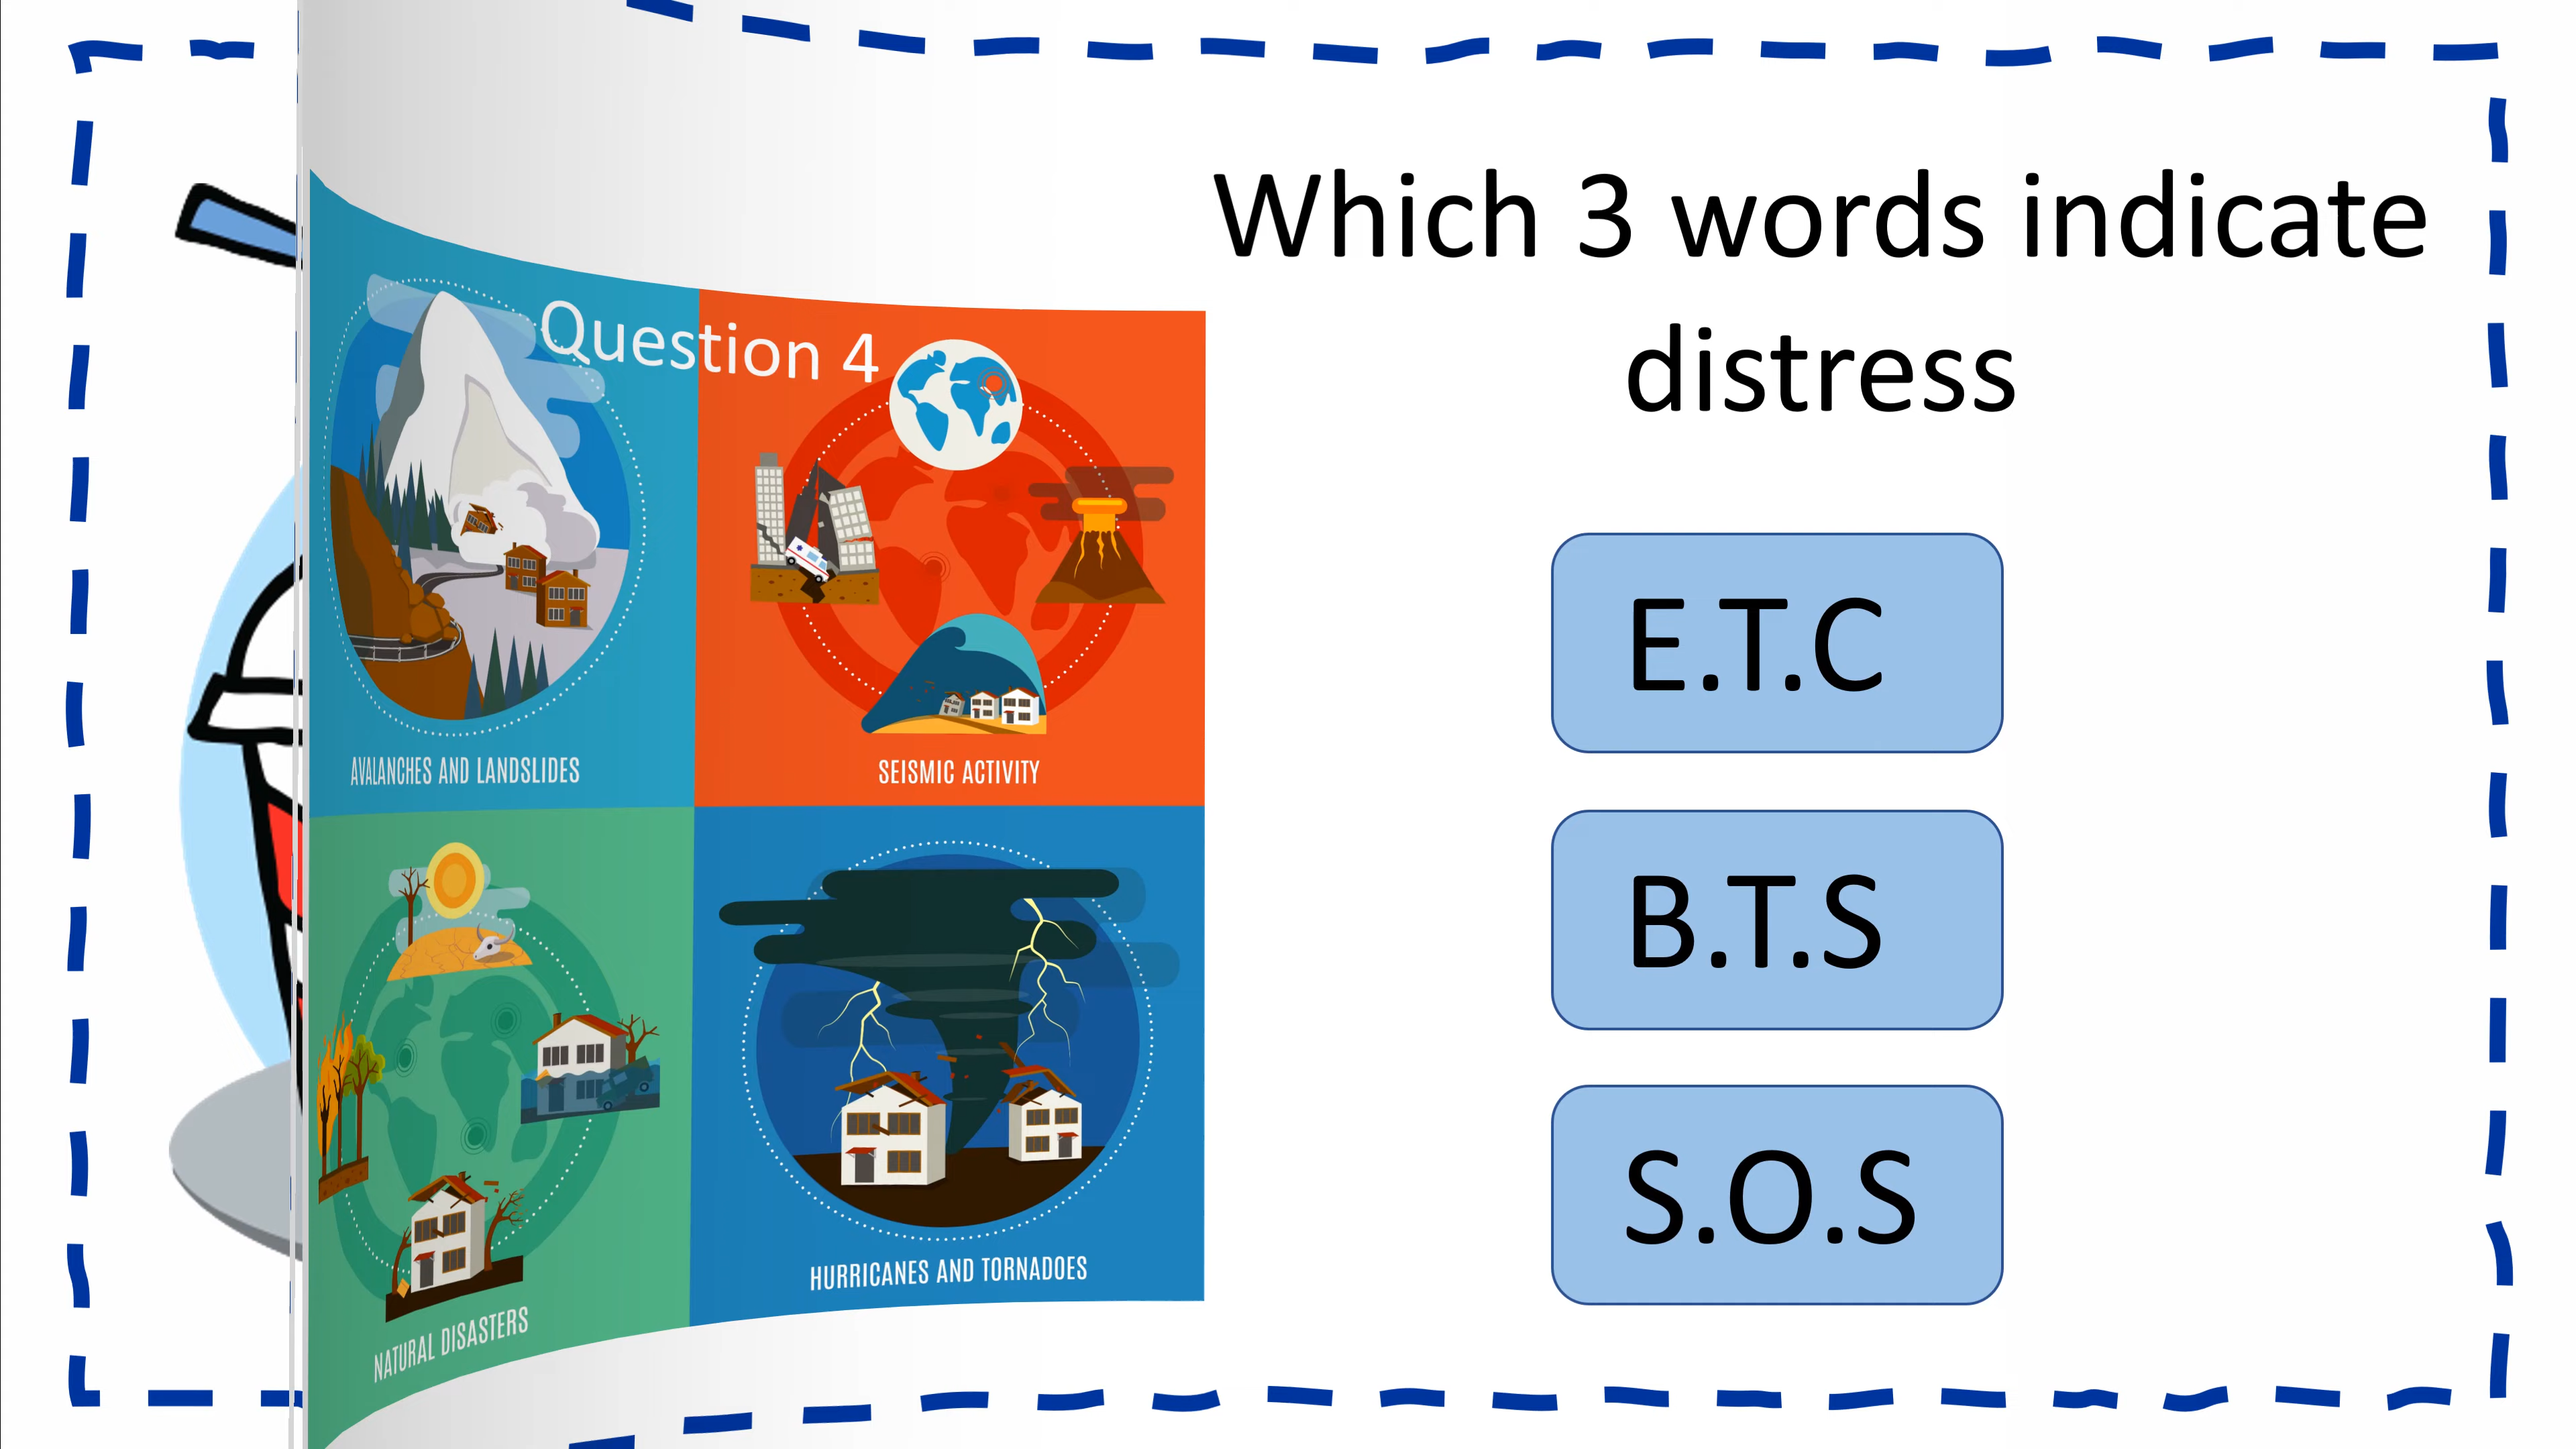 Question 4
AVALANCHES AND LANDSLIDES
SEISMIC ACTIVITY
NATURAL DISASTERS
HURRICANES AND TORNADOES
Which 3 words indicate
distress
E.T.C
B.T.S
S.O.S